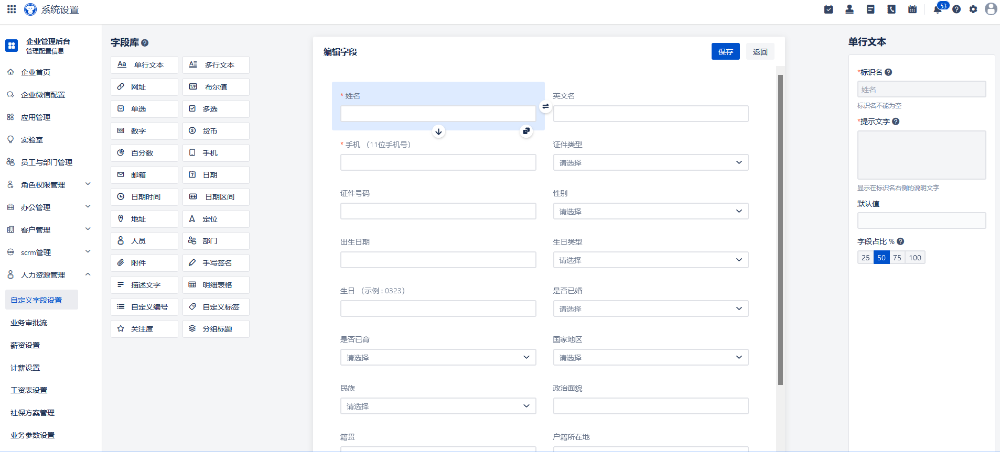 系统设置
53
企业管理后台
管理配置信息
企业首页
企业微信配置
应用管理
实验室
员工与部门管理
角色权限管理
办公管理
客户管理
scrm管理
人力资源管理
自定义字段设置
业务审批流
薪资设置
计薪设置
工资表设置
社保方案管理
业务参数设置
字段库
Aa 单行文本
多行文本
网址
T/F 布尔值
单选
多选
100 数字
货币
百分数
手机
邮箱
7 日期
日期时间
日期区间
地址
定位
人员
部门
附件
手写签名
描述文字
明细表格
自定义编号
自定义标签
关注度
分组标题
编辑字段
保存
返回
* 姓名
英文名
* 手机 （11位手机号）
证件类型
请选择
证件号码
性别
请选择
出生日期
生日类型
请选择
生日 （示例 : 0323）
是否已婚
请选择
是否已育
国家地区
请选择
请选择
民族
政治面貌
请选择
籍贯
户籍所在地
单行文本
*标识名
姓名
标识名不能为空
*提示文字
显示在标识名右侧的说明文字
默认值
字段占比 %
25 50 75 100